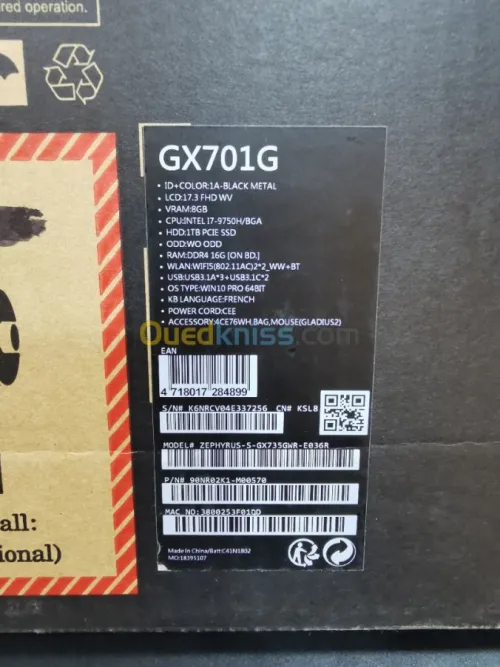 red operation.
GX701G
• ID+COLOR:1A-BLACK METAL
• LCD:17.3 FHD WV
• VRAM:8GB
• CPU:INTEL I7-9750H/BGA
• HDD:1TB PCIE SSD
• ODD:WO ODD
• RAM:DDR4 16G [ON BD.]
• WLAN:WIFI5(802.11AC)2*2_WW+BT
• USB:USB3.1A*3+USB3.1C*2
• OS TYPE:WIN10 PRO 64BIT
• KB LANGUAGE:FRENCH
• POWER CORD:CEE
• ACCESSORY:4CE76WH,BAG,MOUSE(GLADIUS2)
Ouedkniss.com
EAN
4 718017 284899
S/N# K6NRCV04E337256 CN# KSL8
MODEL# ZEPHYRUS-S-GX735GWR-E036R
P/N# 90NR02K1-M00570
MAC NO:3800253F010D
all:
ional)
Made in China/Batt:C41N1802
MO:18395107